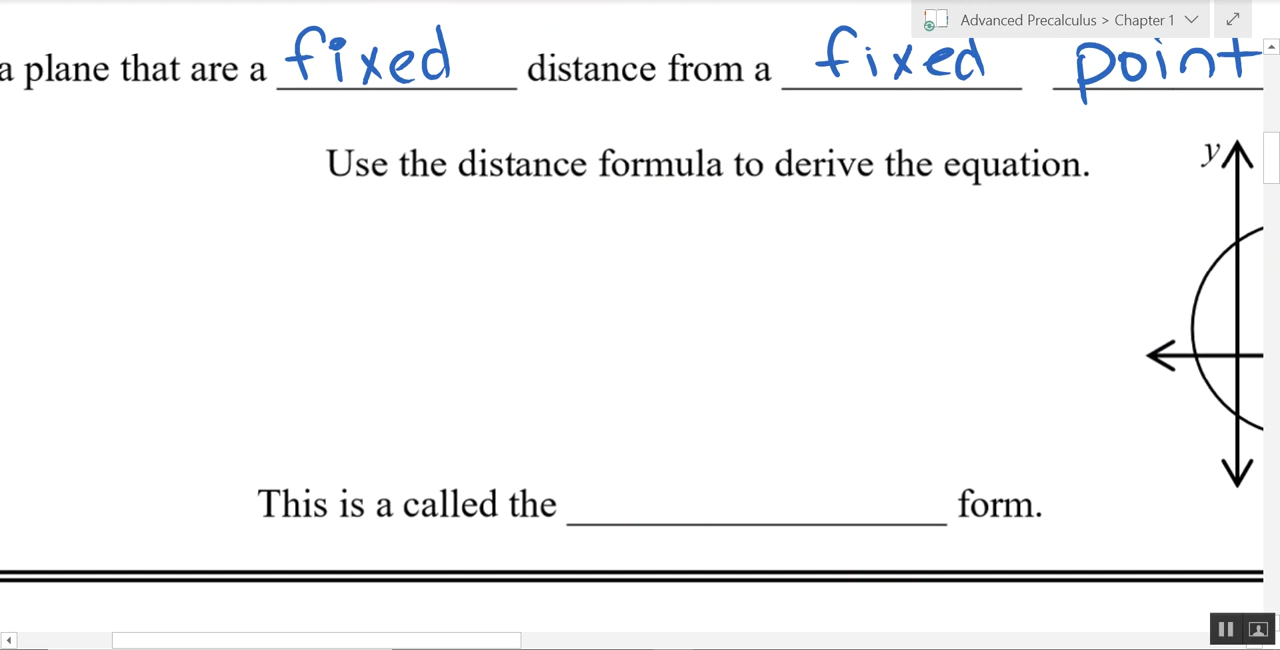 Advanced Precalculus > Chapter 1
a plane that are a fixed distance from a fixed point
Use the distance formula to derive the equation.
y
This is a called the ______ form.